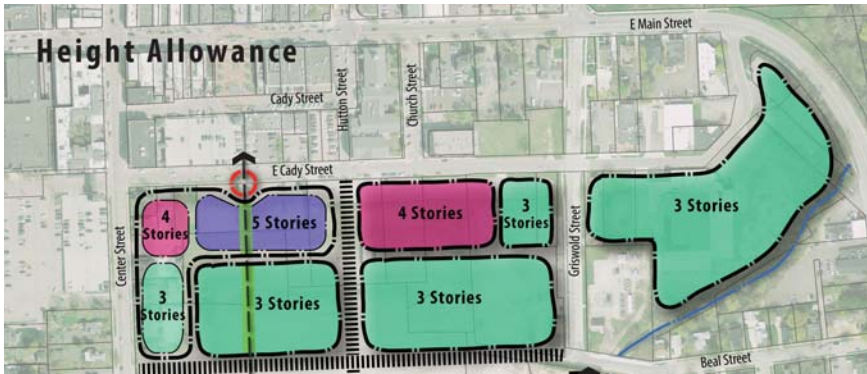 Height Allowance
E Main Street
Cady Street
Hutton Street
Church Street
E Cady Street
Center Street
Griswold Street
4
Stories
5 Stories
4 Stories
3
Stories
3 Stories
3
Stories
3 Stories
3 Stories
Beal Street